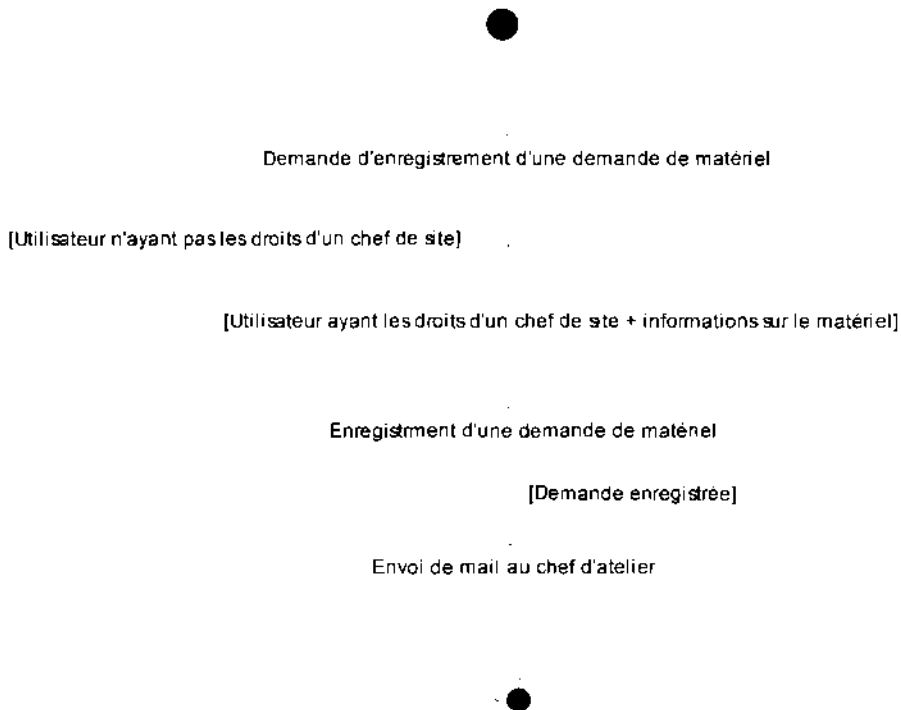 Demande d'enregistrement d'une demande de matériel
[Utilisateur n'ayant pas les droits d'un chef de site]
[Utilisateur ayant les droits d'un chef de site + informations sur le matériel]
Enregistrment d'une demande de matériel
[Demande enregistrée]
Envoi de mail au chef d'atelier